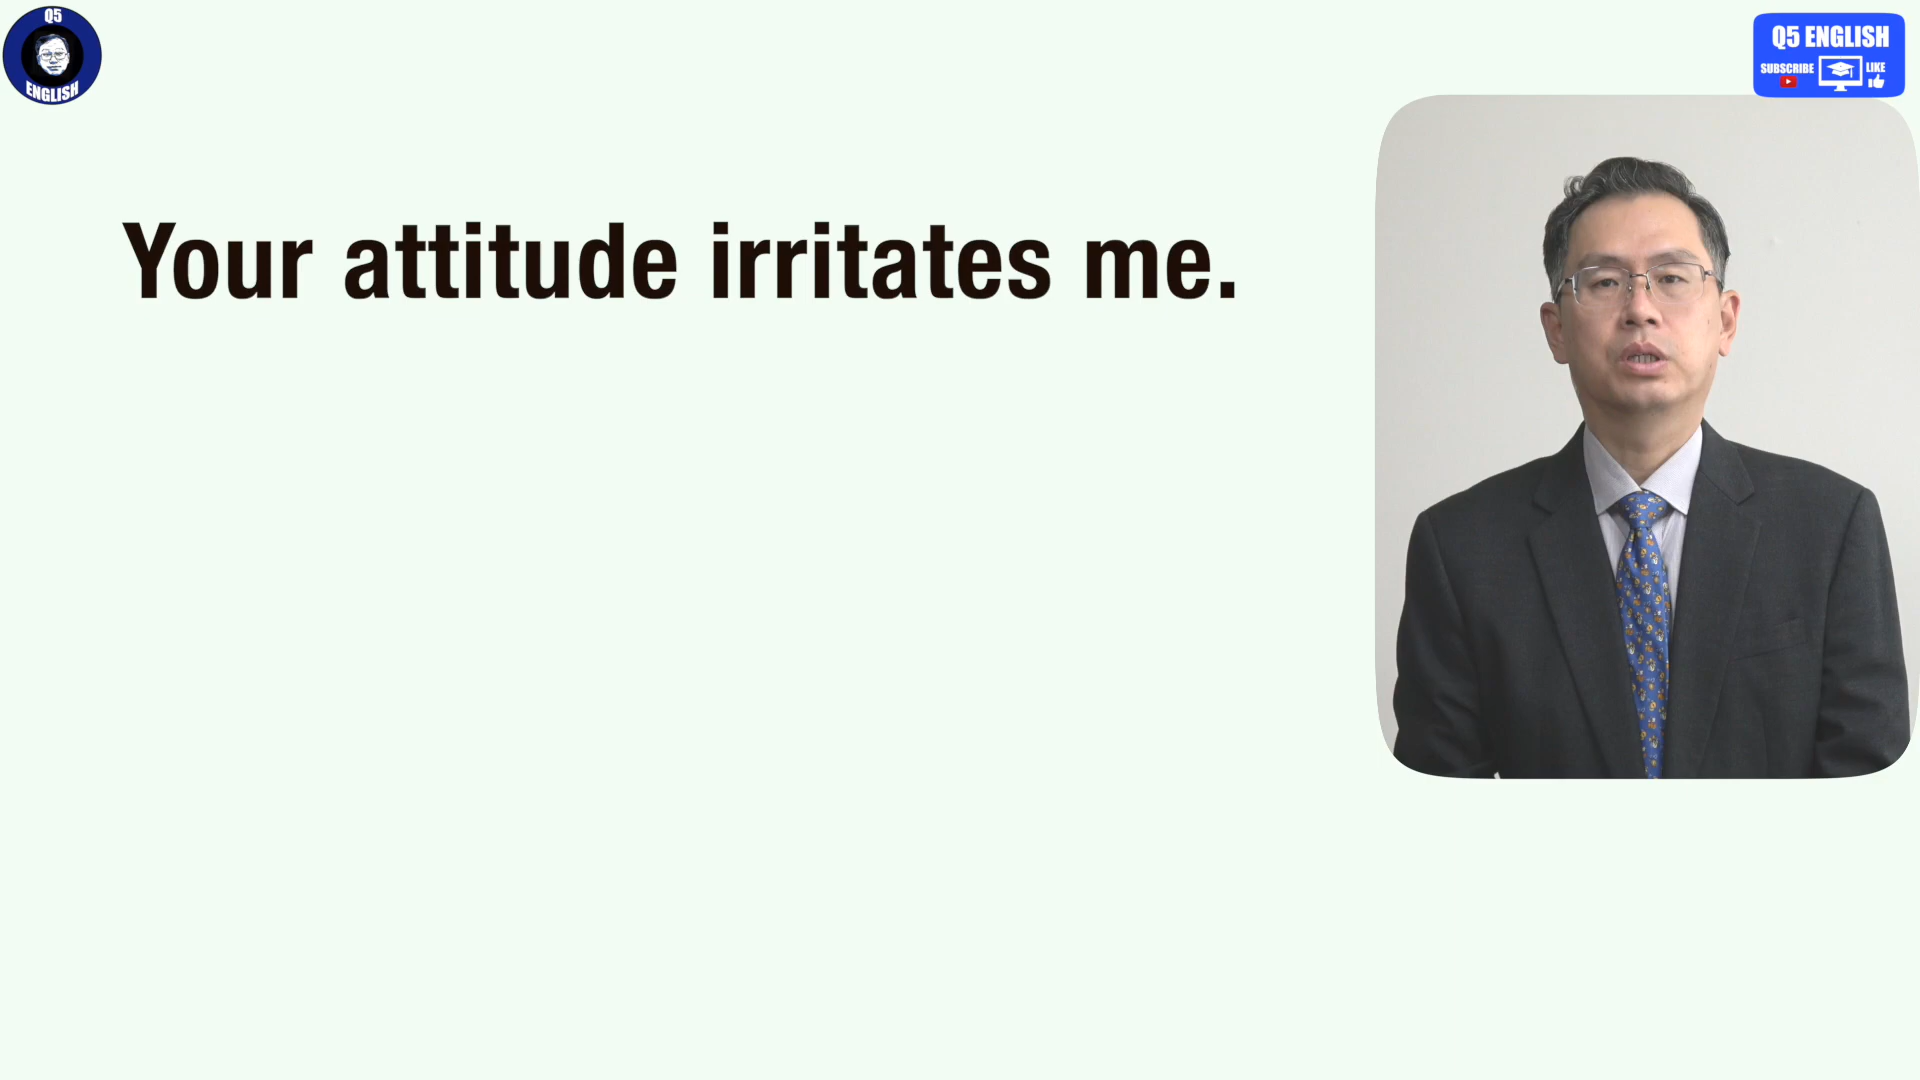 Q5
ENGLISH
Q5 ENGLISH
SUBSCRIBE
LIKE
Your attitude irritates me.